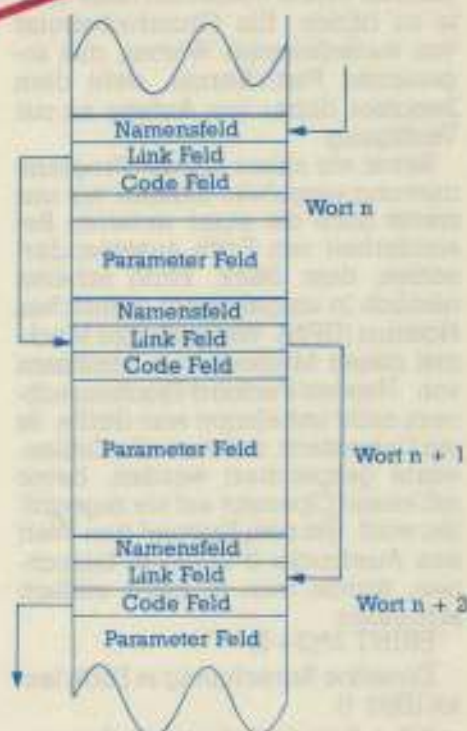 Namensfeld
Link Feld
Code Feld
Wort n
Parameter Feld
Namensfeld
Link Feld
Code Feld
Parameter Feld
Wort n + 1
Namensfeld
Link Feld
Code Feld
Wort n + 2
Parameter Feld